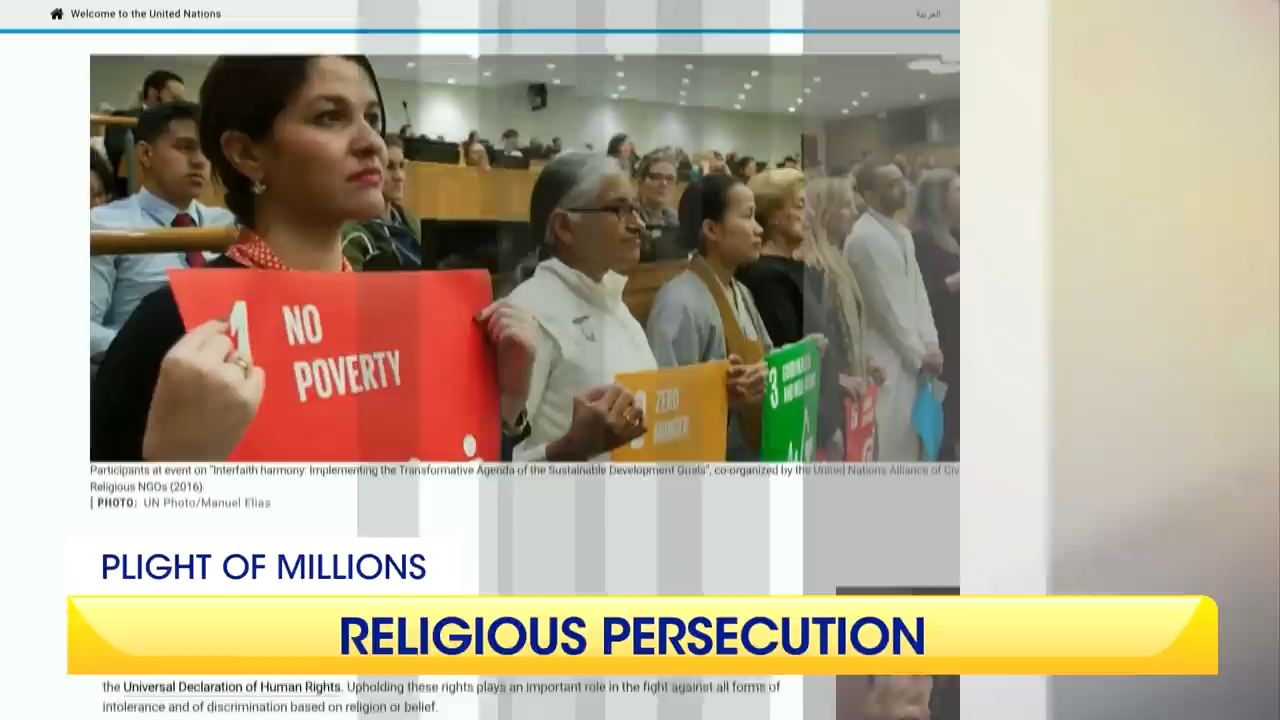 Welcome to the United Nations
العربية
1
NO
POVERTY
ZERO
3
Participants at event on "Interfaith harmony: Implementing the Transformative Agenda of the Sustainable Development Goals", co-organized by the United Nations Alliance of Civ
Religious NGOs (2016)
[ PHOTO: UN Photo/Manuel Elias
PLIGHT OF MILLIONS
RELIGIOUS PERSECUTION
the Universal Declaration of Human Rights. Upholding these rights plays an important role in the fight against all forms of
intolerance and of discrimination based on religion or belief.